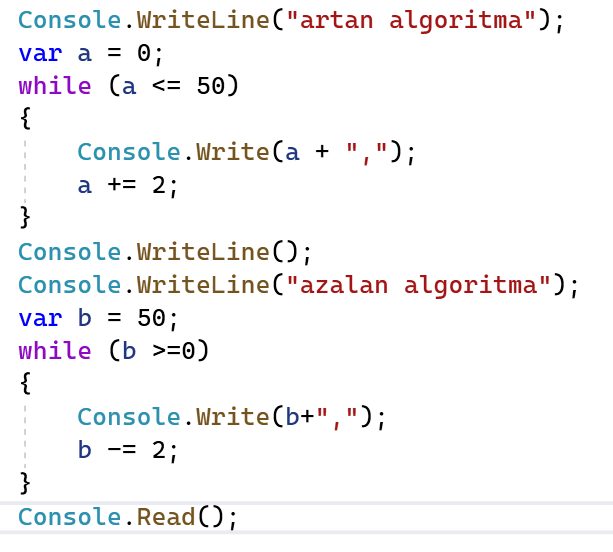 Console.WriteLine("artan algoritma");
var a = 0;
while (a <= 50)
{
    Console.Write(a + ",");
    a += 2;
}
Console.WriteLine();
Console.WriteLine("azalan algoritma");
var b = 50;
while (b >=0)
{
    Console.Write(b+",");
    b -= 2;
}
Console.Read();